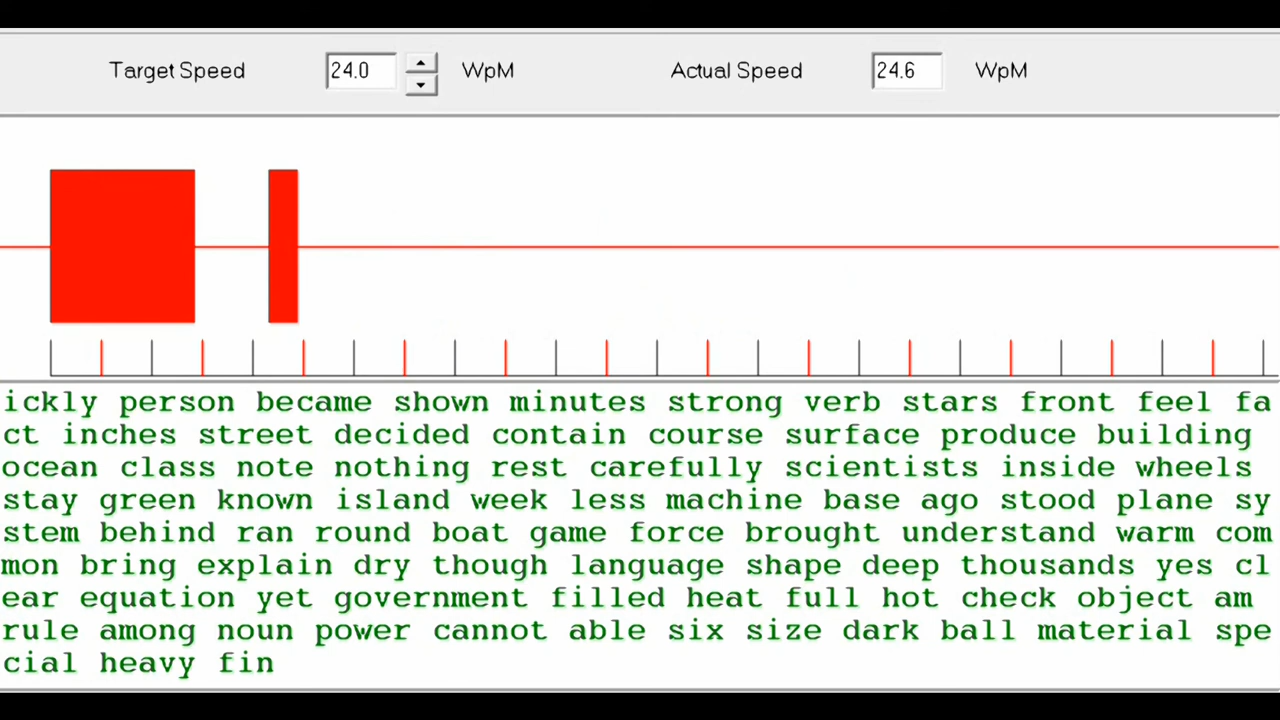 Target Speed 24.0 WpM Actual Speed 24.6 WpM
ickly person became shown minutes strong verb stars front feel fa
ct inches street decided contain course surface produce building
ocean class note nothing rest carefully scientists inside wheels
stay green known island week less machine base ago stood plane sy
stem behind ran round boat game force brought understand warm com
mon bring explain dry though language shape deep thousands yes cl
ear equation yet government filled heat full hot check object am
rule among noun power cannot able six size dark ball material spe
cial heavy fin